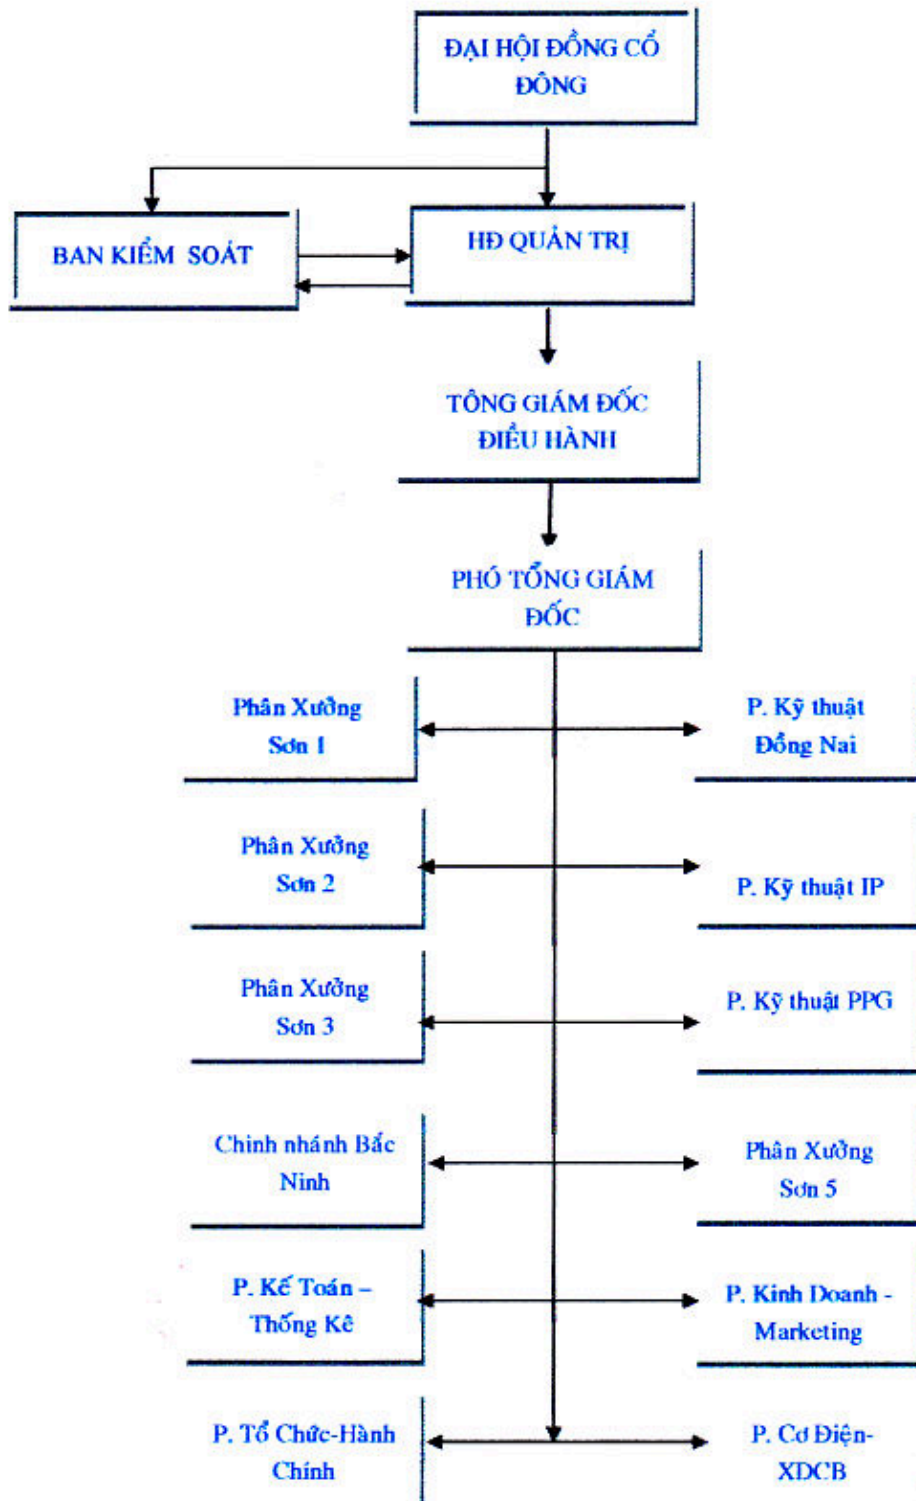 ĐẠI HỘI ĐỒNG CỔ
ĐÔNG
BAN KIỂM SOÁT
HĐ QUẢN TRỊ
TỔNG GIÁM ĐỐC
ĐIỀU HÀNH
PHÓ TỔNG GIÁM
ĐỐC
Phân Xưởng
Sơn 1
P. Kỹ thuật
Đồng Nai
Phân Xưởng
Sơn 2
P. Kỹ thuật IP
Phân Xưởng
Sơn 3
P. Kỹ thuật PPG
Chinh nhánh Bắc
Ninh
Phân Xưởng
Sơn 5
P. Kế Toán –
Thống Kê
P. Kinh Doanh -
Marketing
P. Tổ Chức-Hành
Chính
P. Cơ Điện-
XDCB